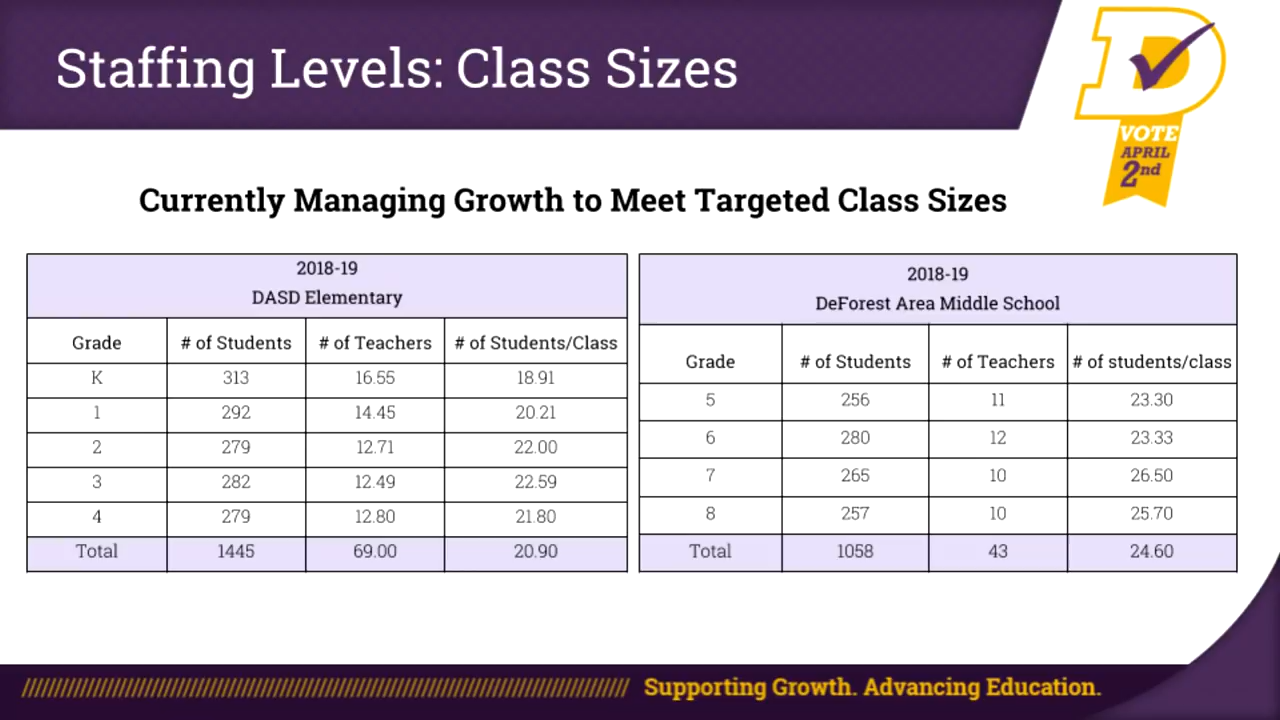 Staffing Levels: Class Sizes
VOTE
APRIL
2nd
Currently Managing Growth to Meet Targeted Class Sizes
2018-19
DASD Elementary
Grade # of Students # of Teachers # of Students/Class
K 313 16.55 18.91
1 292 14.45 20.21
2 279 12.71 22.00
3 282 12.49 22.59
4 279 12.80 21.80
Total 1445 69.00 20.90
2018-19
DeForest Area Middle School
Grade # of Students # of Teachers # of students/class
5 256 11 23.30
6 280 12 23.33
7 265 10 26.50
8 257 10 25.70
Total 1058 43 24.60
Supporting Growth. Advancing Education.